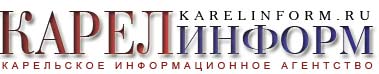 KARELINFORM.RU
КАРЕЛИНФОРМ
КАРЕЛЬСКОЕ ИНФОРМАЦИОННОЕ АГЕНТСТВО